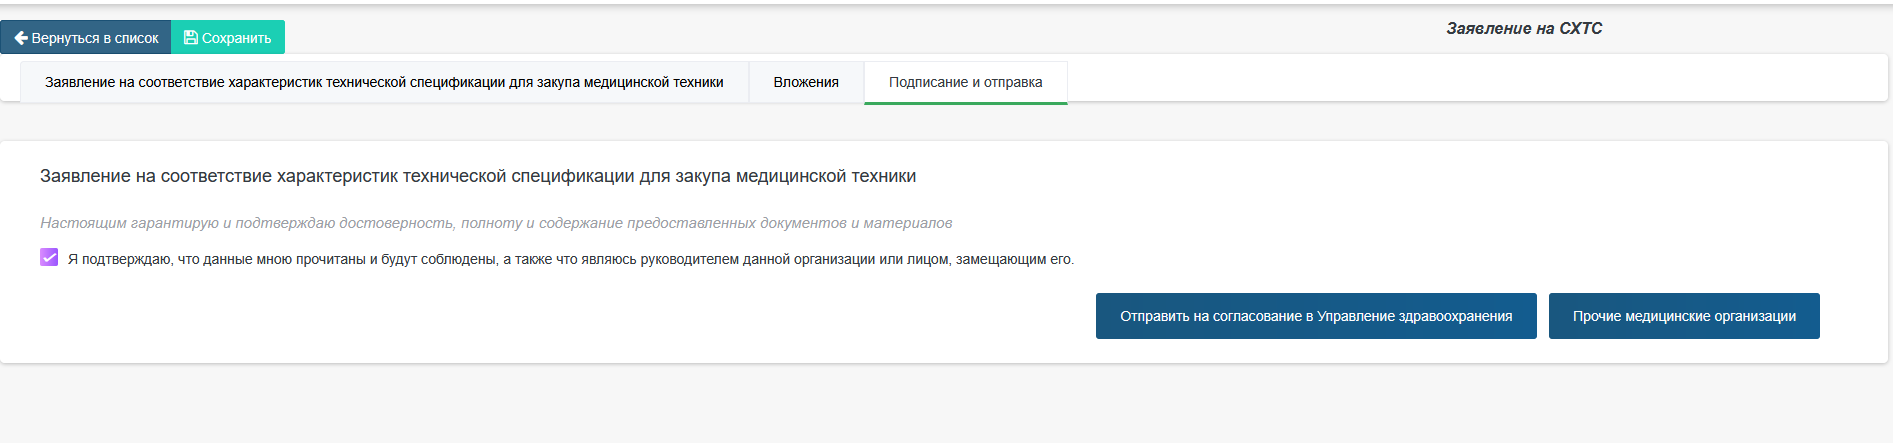 Вернуться в список
Сохранить
Заявление на СХТС
Заявление на соответствие характеристик технической спецификации для закупа медицинской техники
Вложения
Подписание и отправка
Заявление на соответствие характеристик технической спецификации для закупа медицинской техники
Настоящим гарантирую и подтверждаю достоверность, полноту и содержание предоставленных документов и материалов
Я подтверждаю, что данные мною прочитаны и будут соблюдены, а также что являюсь руководителем данной организации или лицом, замещающим его.
Отправить на согласование в Управление здравоохранения
Прочие медицинские организации